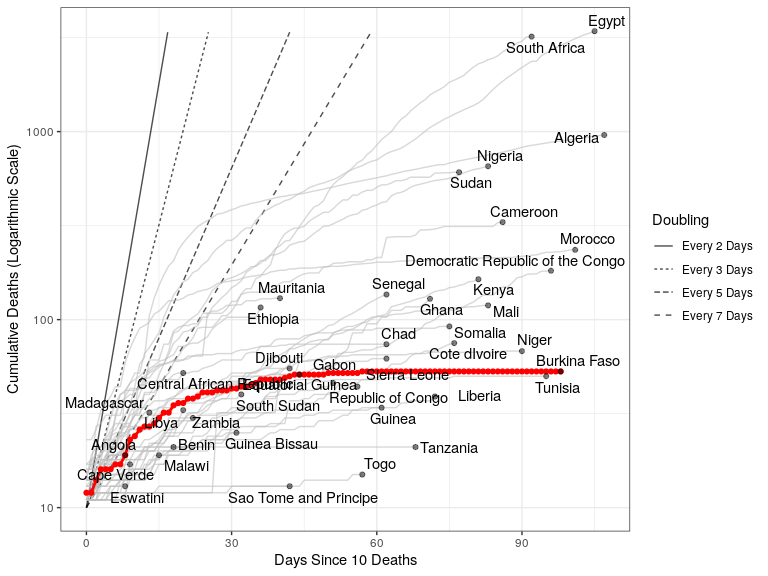 Egypt
South Africa
1000
Algeria
Nigeria
Sudan
Cameroon
Doubling
Morocco
Every 2 Days
Democratic Republic of the Congo
Every 3 Days
Mauritania
Senegal
Kenya
Every 5 Days
Ghana
Mali
Every 7 Days
Ethiopia
100
Chad
Somalia
Niger
Djibouti
Gabon
Cote dIvoire
Burkina Faso
Central African Republic
Equatorial Guinea
Sierra Leone
Tunisia
Madagascar
South Sudan
Republic of Congo
Liberia
Libya
Zambia
Guinea
Angola
Benin
Guinea Bissau
Tanzania
Cape Verde
Malawi
Togo
Eswatini
Sao Tome and Principe
10
0
30
60
90
Days Since 10 Deaths
Cumulative Deaths (Logarithmic Scale)